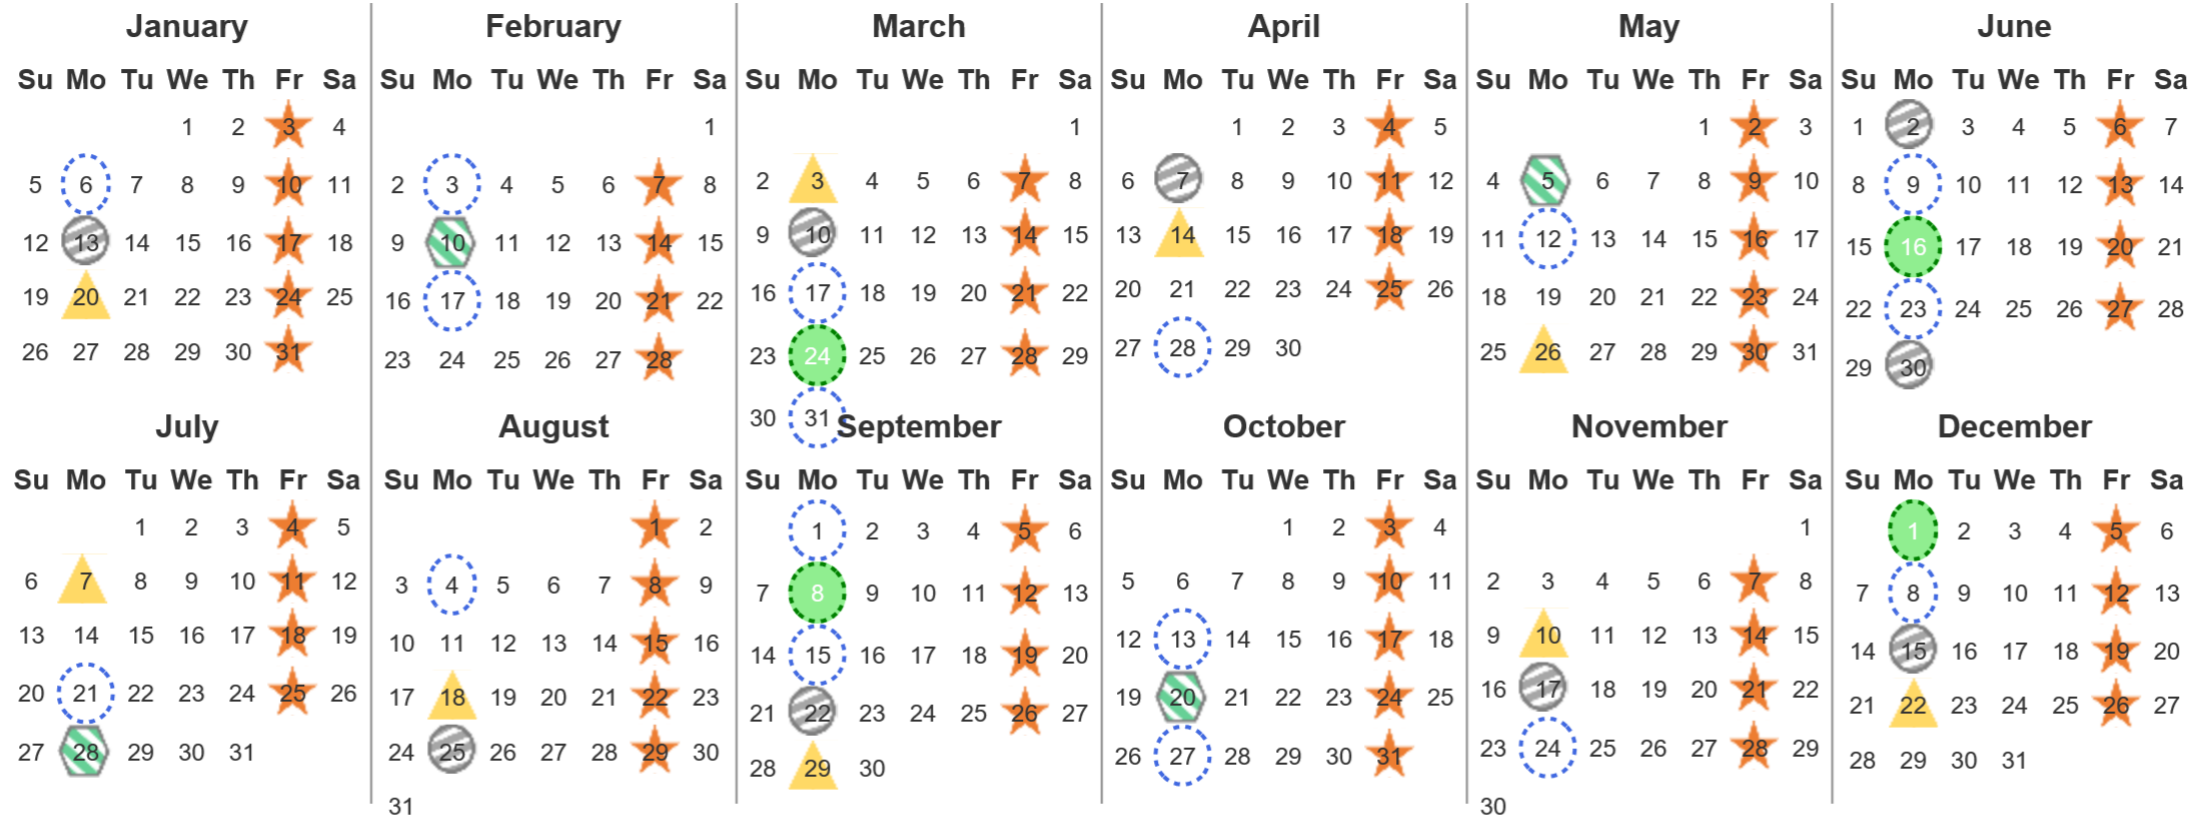 January
Su Mo Tu We Th Fr Sa
1 2 3 4
5 6 7 8 9 10 11
12 13 14 15 16 17 18
19 20 21 22 23 24 25
26 27 28 29 30 31
February
Su Mo Tu We Th Fr Sa
1
2 3 4 5 6 7 8
9 10 11 12 13 14 15
16 17 18 19 20 21 22
23 24 25 26 27 28
March
Su Mo Tu We Th Fr Sa
1
2 3 4 5 6 7 8
9 10 11 12 13 14 15
16 17 18 19 20 21 22
23 24 25 26 27 28 29
30 31
April
Su Mo Tu We Th Fr Sa
1 2 3 4 5
6 7 8 9 10 11 12
13 14 15 16 17 18 19
20 21 22 23 24 25 26
27 28 29 30
May
Su Mo Tu We Th Fr Sa
1 2 3
4 5 6 7 8 9 10
11 12 13 14 15 16 17
18 19 20 21 22 23 24
25 26 27 28 29 30 31
June
Su Mo Tu We Th Fr Sa
1 2 3 4 5 6 7
8 9 10 11 12 13 14
15 16 17 18 19 20 21
22 23 24 25 26 27 28
29 30
July
Su Mo Tu We Th Fr Sa
1 2 3 4 5
6 7 8 9 10 11 12
13 14 15 16 17 18 19
20 21 22 23 24 25 26
27 28 29 30 31
August
Su Mo Tu We Th Fr Sa
1 2
3 4 5 6 7 8 9
10 11 12 13 14 15 16
17 18 19 20 21 22 23
24 25 26 27 28 29 30
31
September
Su Mo Tu We Th Fr Sa
1 2 3 4 5 6
7 8 9 10 11 12 13
14 15 16 17 18 19 20
21 22 23 24 25 26 27
28 29 30
October
Su Mo Tu We Th Fr Sa
1 2 3 4
5 6 7 8 9 10 11
12 13 14 15 16 17 18
19 20 21 22 23 24 25
26 27 28 29 30 31
November
Su Mo Tu We Th Fr Sa
1
2 3 4 5 6 7 8
9 10 11 12 13 14 15
16 17 18 19 20 21 22
23 24 25 26 27 28 29
30
December
Su Mo Tu We Th Fr Sa
1 2 3 4 5 6
7 8 9 10 11 12 13
14 15 16 17 18 19 20
21 22 23 24 25 26 27
28 29 30 31